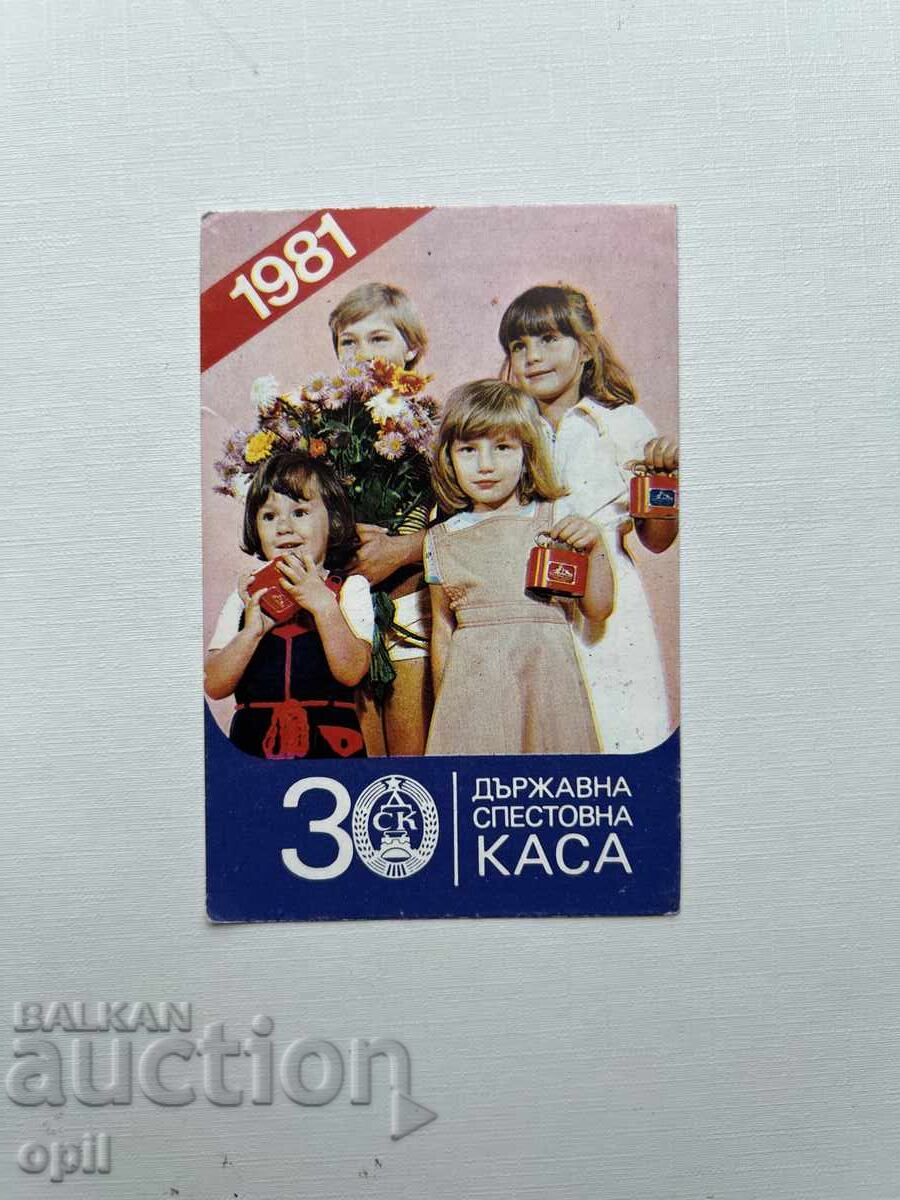 1981
30
ДСК
ДЪРЖАВНА
СПЕСТОВНА
КАСА
BALKAN
auction
opil